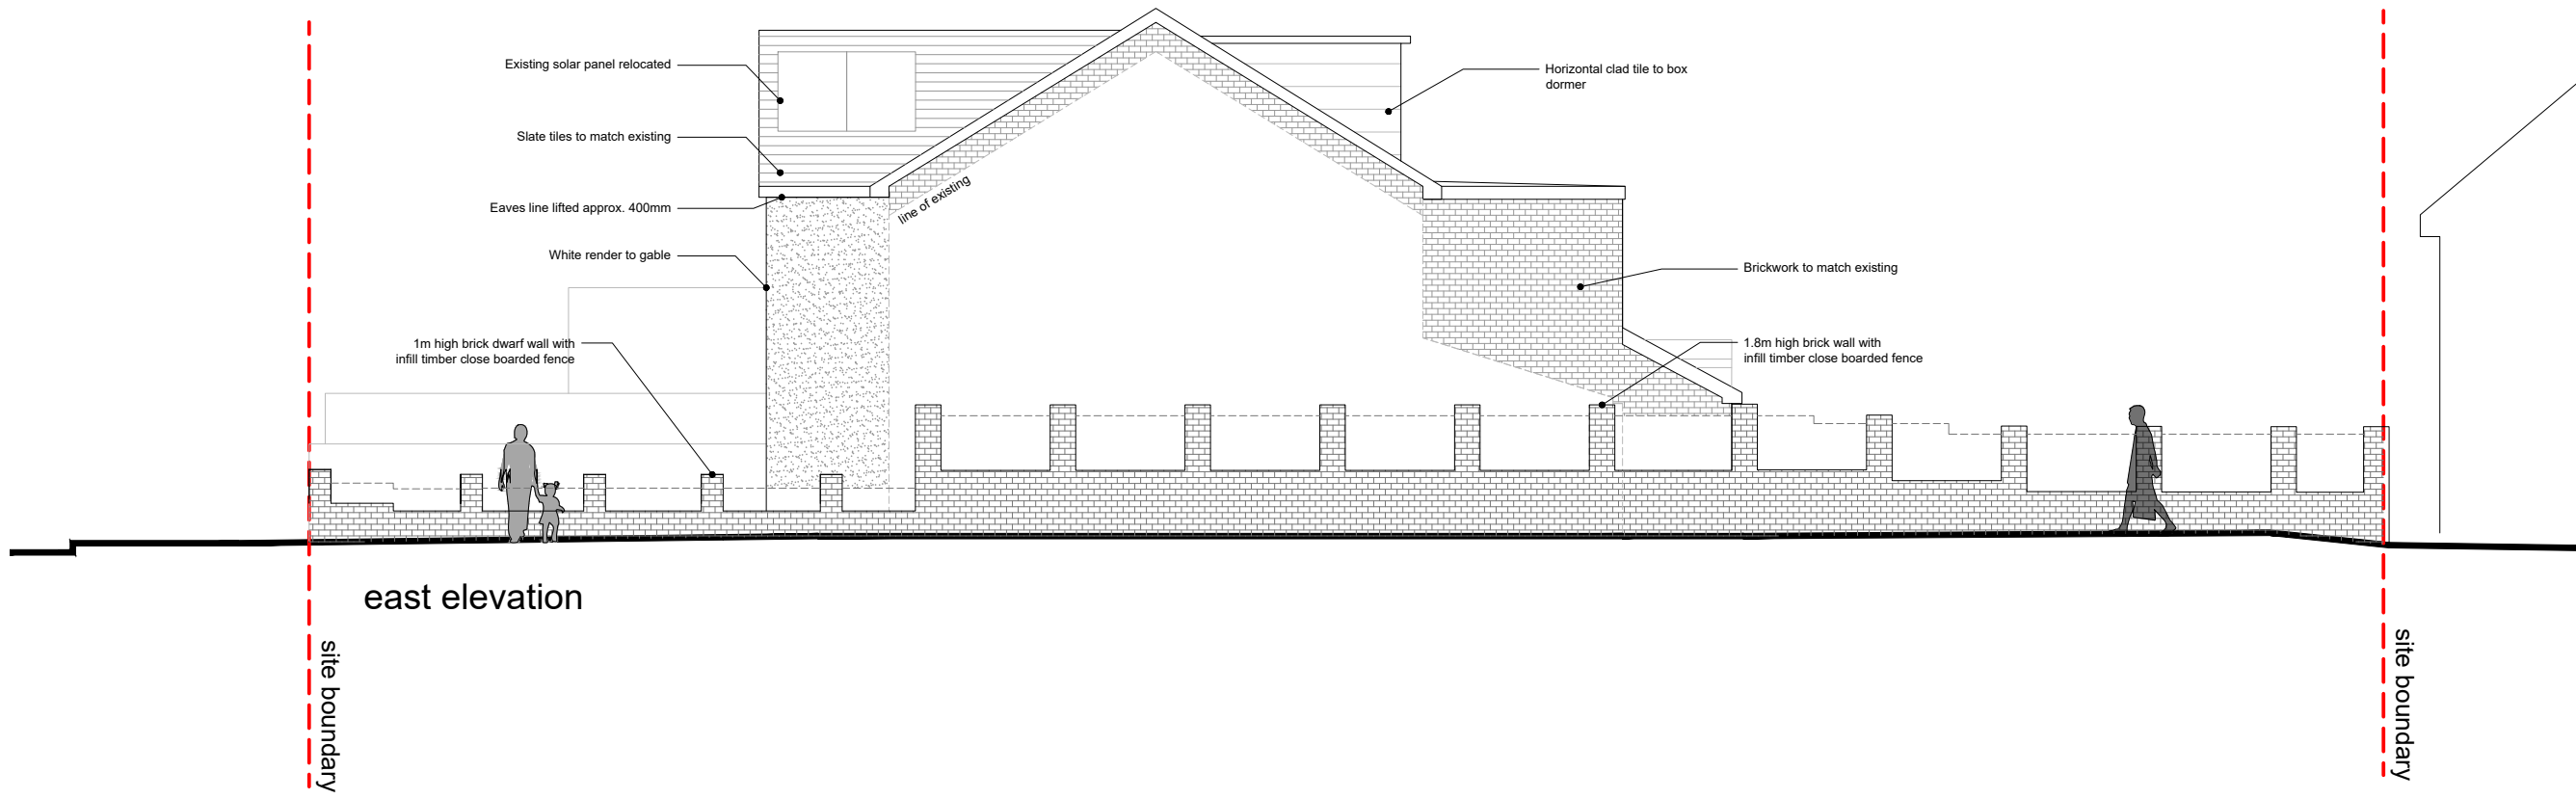 Existing solar panel relocated
Slate tiles to match existing
Eaves line lifted approx. 400mm
White render to gable
1m high brick dwarf wall with
infill timber close boarded fence
line of existing
Horizontal clad tile to box
dormer
Brickwork to match existing
1.8m high brick wall with
infill timber close boarded fence
east elevation
site boundary
site boundary